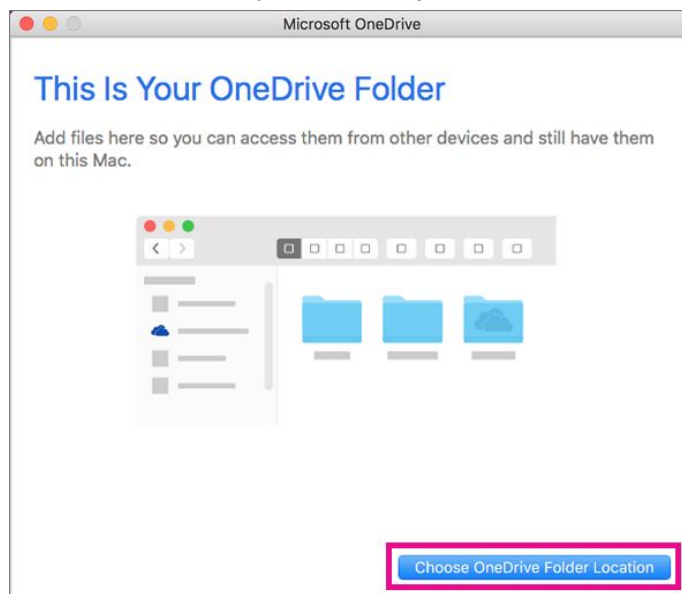 Microsoft OneDrive
This Is Your OneDrive Folder
Add files here so you can access them from other devices and still have them
on this Mac.
Choose OneDrive Folder Location